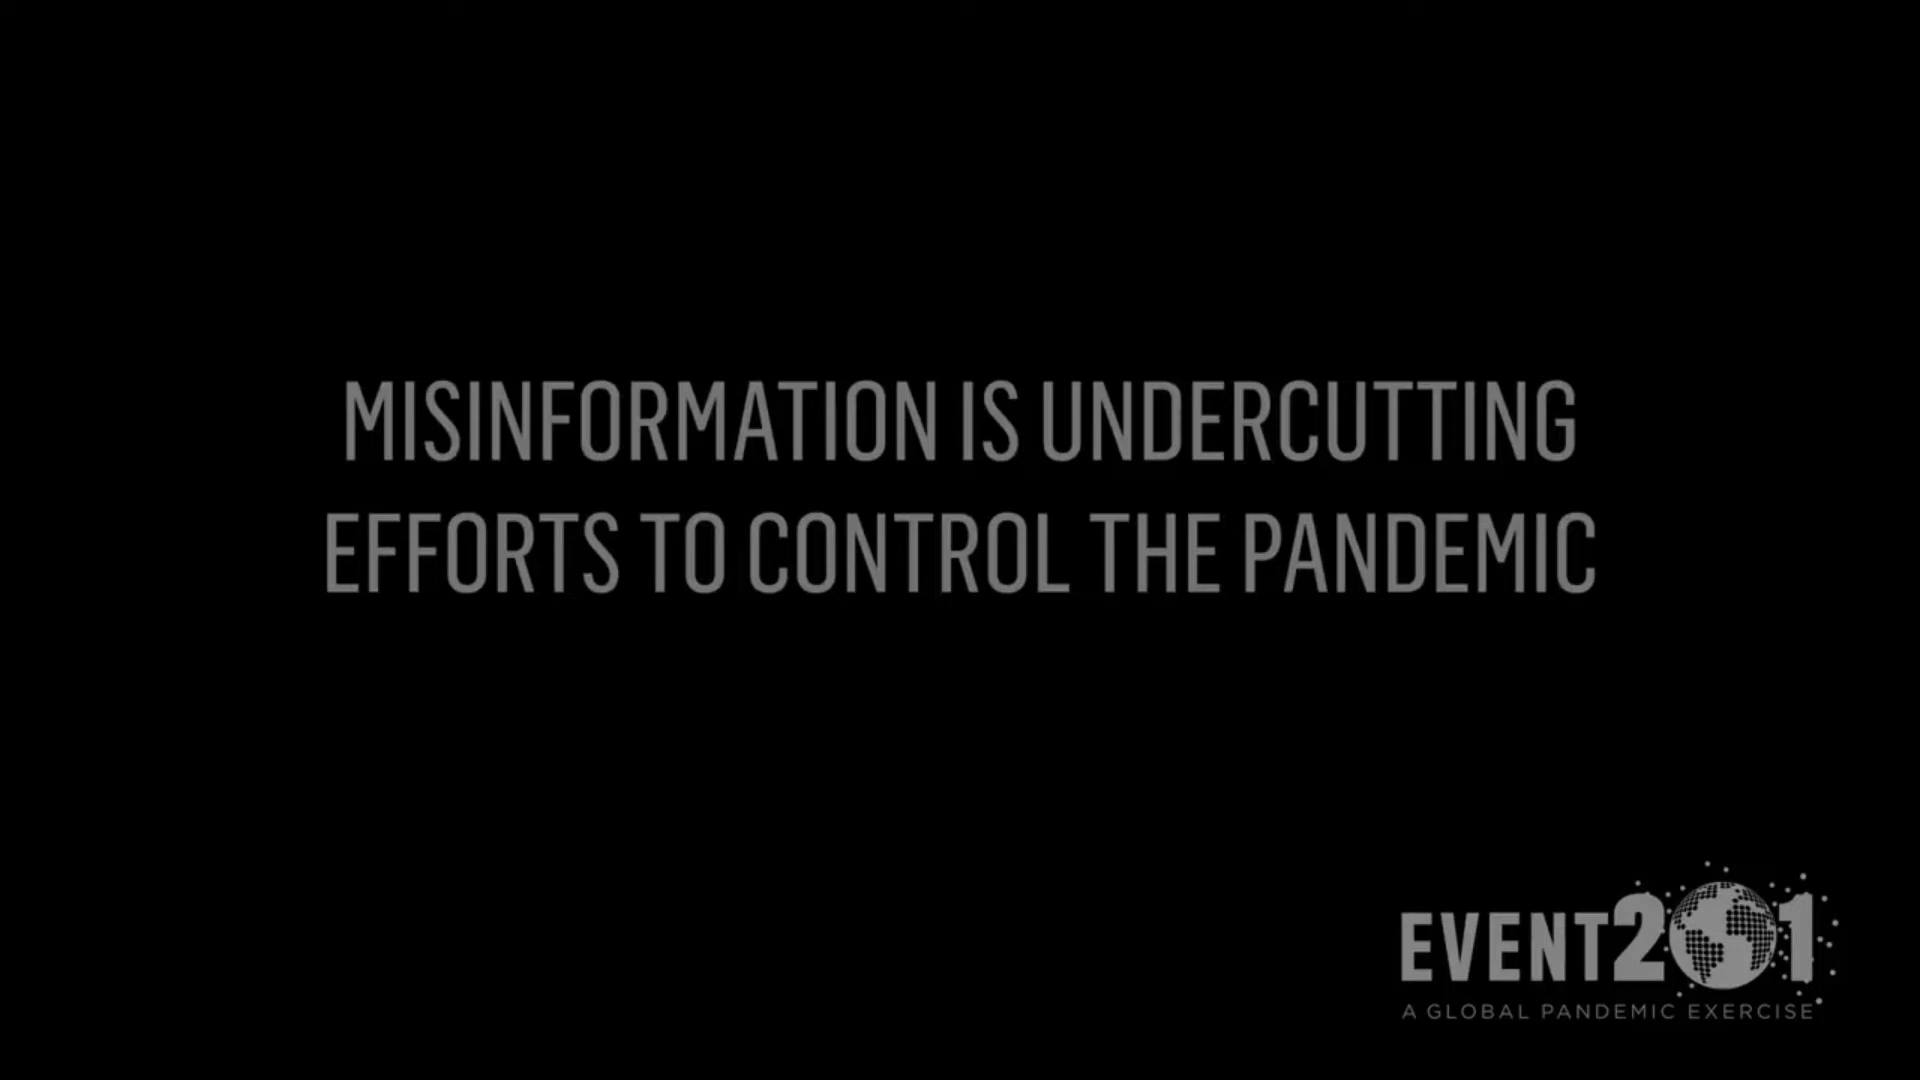 MISINFORMATION IS UNDERCUTTING
EFFORTS TO CONTROL THE PANDEMIC
EVENT201
A GLOBAL PANDEMIC EXERCISE